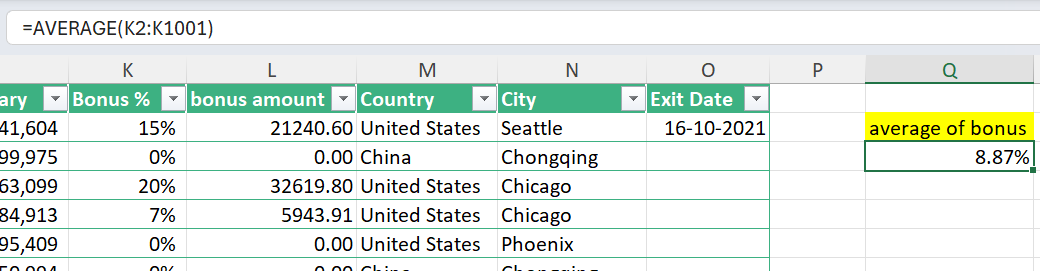 =AVERAGE(K2:K1001)
K L M N O P Q
ary Bonus % bonus amount Country City Exit Date
41,604 15% 21240.60 United States Seattle 16-10-2021 average of bonus
99,975 0% 0.00 China Chongqing 8.87%
63,099 20% 32619.80 United States Chicago
84,913 7% 5943.91 United States Chicago
95,409 0% 0.00 United States Phoenix